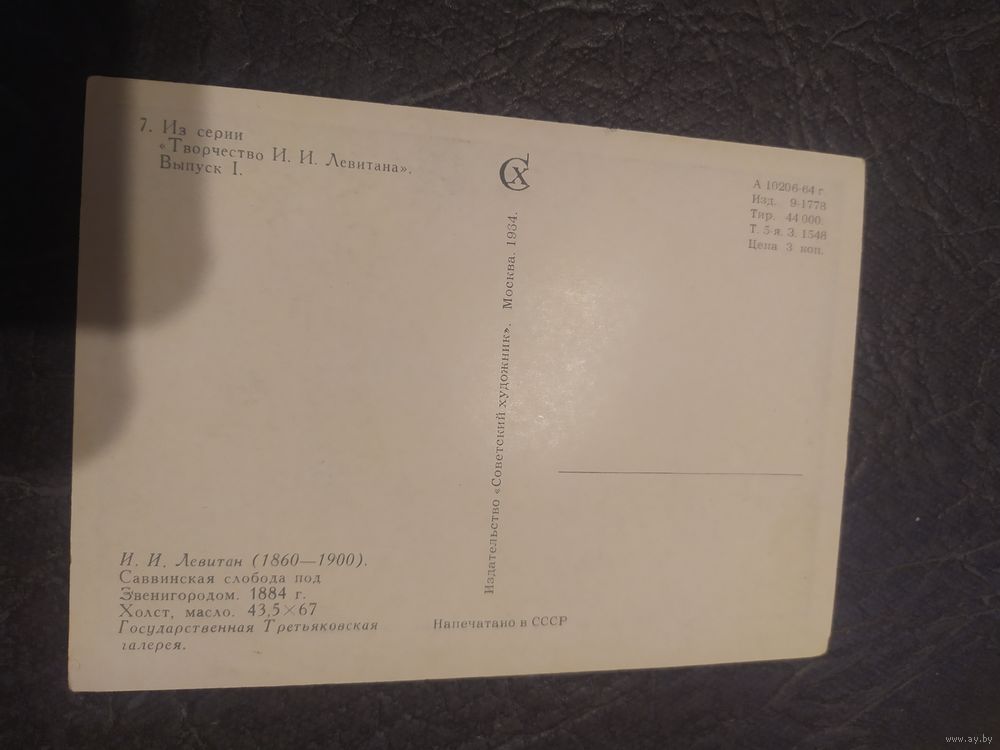 7. Из серии
«Творчество И. И. Левитана».
Выпуск I.
СХ
А 10206-64 г.
Изд. 9-1778
Тир. 44 000.
Т. 5-я. З. 1548
Цена 3 коп.
Издательство «Советский художник». Москва. 1964.
И. И. Левитан (1860—1900).
Саввинская слобода под
Звенигородом. 1884 г.
Холст, масло. 43,5×67
Государственная Третьяковская
галерея.
Напечатано в СССР
www.ay.by